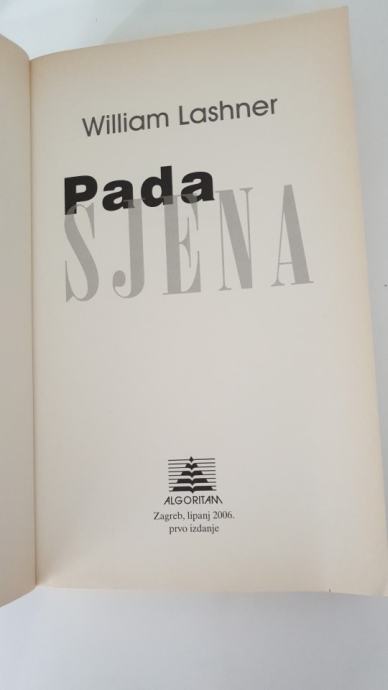 William Lashner
Pada
SJENA
ALGORITAM
Zagreb, lipanj 2006.
prvo izdanje